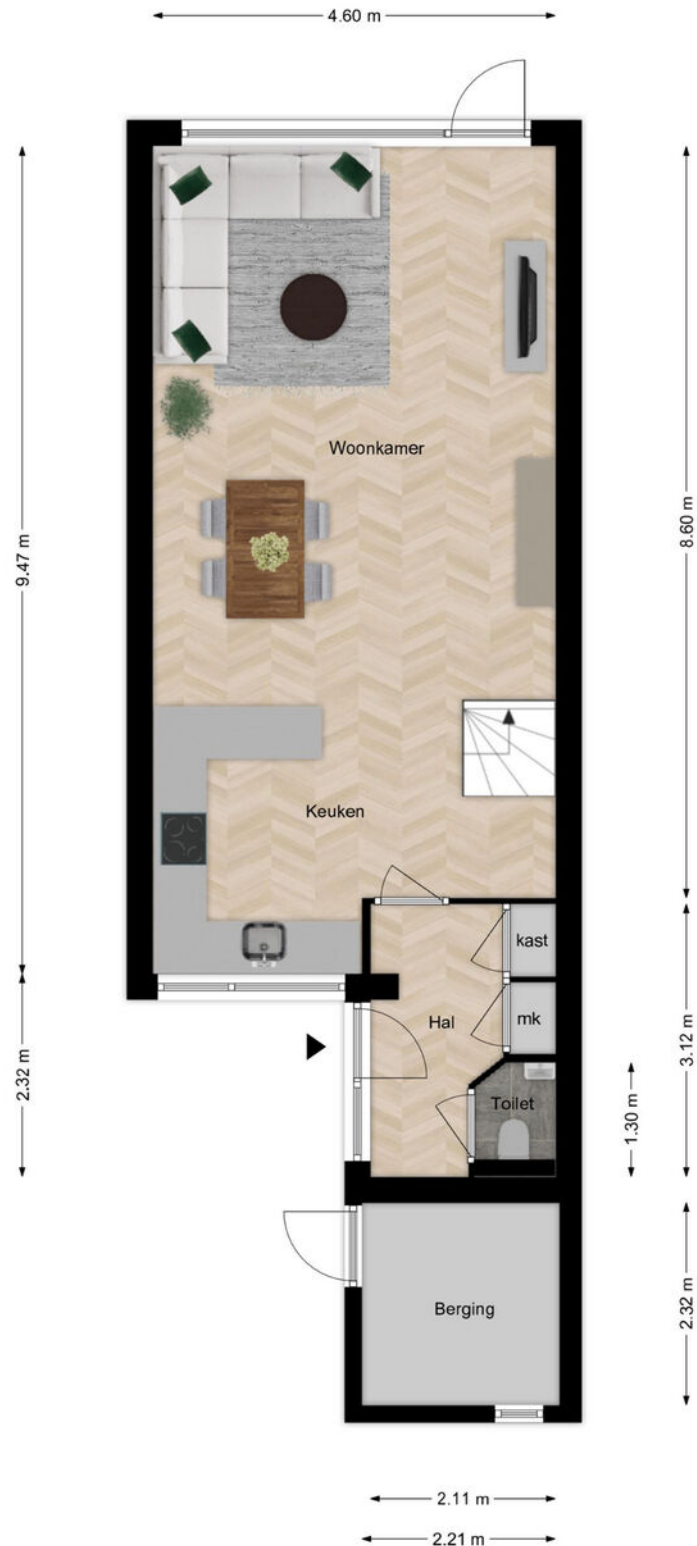 4.60 m
Woonkamer
9.47 m
8.60 m
Keuken
kast
mk
Hal
2.32 m
3.12 m
Toilet
1.30 m
Berging
2.32 m
2.11 m
2.21 m